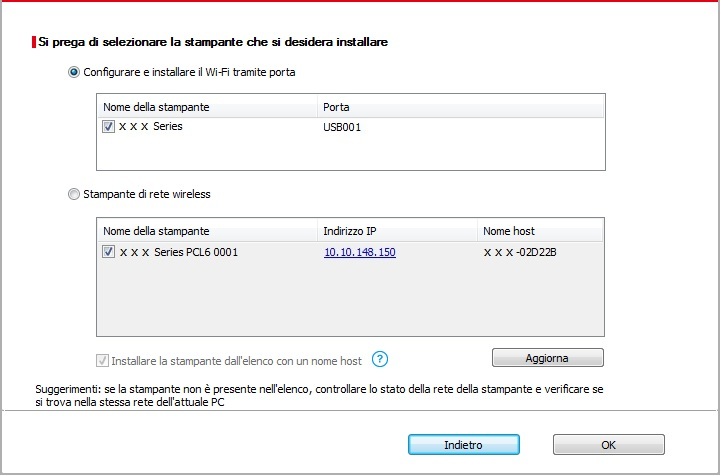 Si prega di selezionare la stampante che si desidera installare
Configurare e installare il Wi-Fi tramite porta
Nome della stampante Porta
X X X Series USB001
Stampante di rete wireless
Nome della stampante Indirizzo IP Nome host
X X X Series PCL6 0001 10.10.148.150 X X X -02D22B
Installare la stampante dall'elenco con un nome host ?
Aggiorna
Suggerimenti: se la stampante non è presente nell'elenco, controllare lo stato della rete della stampante e verificare se
si trova nella stessa rete dell'attuale PC
Indietro OK